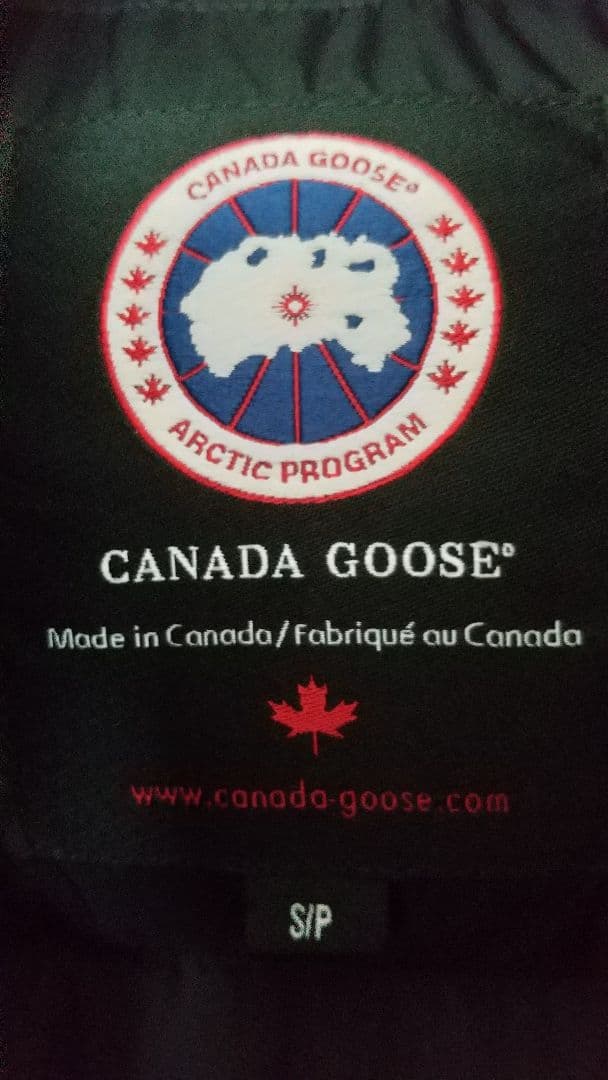 CANADA GOOSE®
ARCTIC PROGRAM
CANADA GOOSE®
Made in Canada/Fabriqué au Canada
www.canada-goose.com
S/P